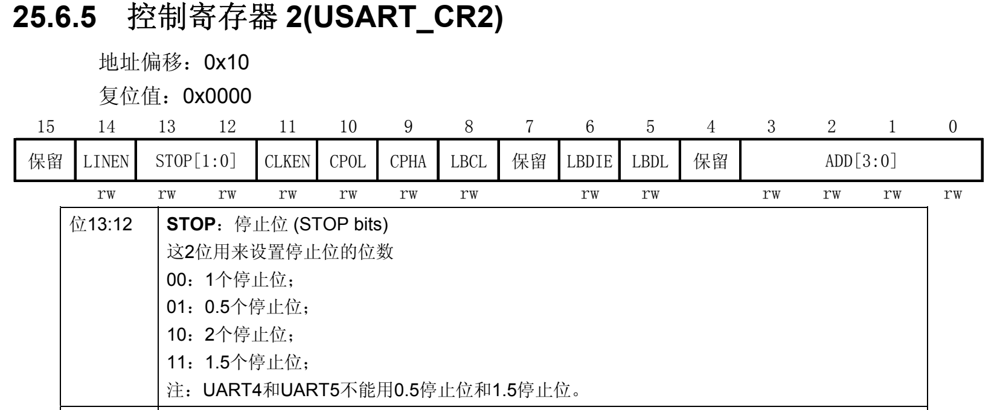 25.6.5 控制寄存器 2(USART_CR2)
地址偏移：0x10
复位值：0x0000
15 14 13 12 11 10 9 8 7 6 5 4 3 2 1 0
保留 LINEN STOP[1:0] CLKEN CPOL CPHA LBCL 保留 LBDIE LBDL 保留 ADD[3:0]
rw rw rw rw rw rw rw rw rw rw rw rw rw
位13:12 STOP：停止位 (STOP bits)
这2位用来设置停止位的位数
00：1个停止位；
01：0.5个停止位；
10：2个停止位；
11：1.5个停止位；
注：UART4和UART5不能用0.5停止位和1.5停止位。